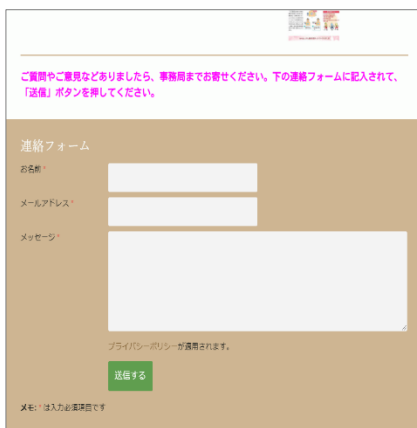 ご質問やご意見などありましたら、事務局までお寄せください。下の連絡フォームに記入されて、
「送信」ボタンを押してください。
連絡フォーム
お名前 *
メールアドレス *
メッセージ *
プライバシーポリシーが適用されます。
送信する
メモ: * は入力必須項目です